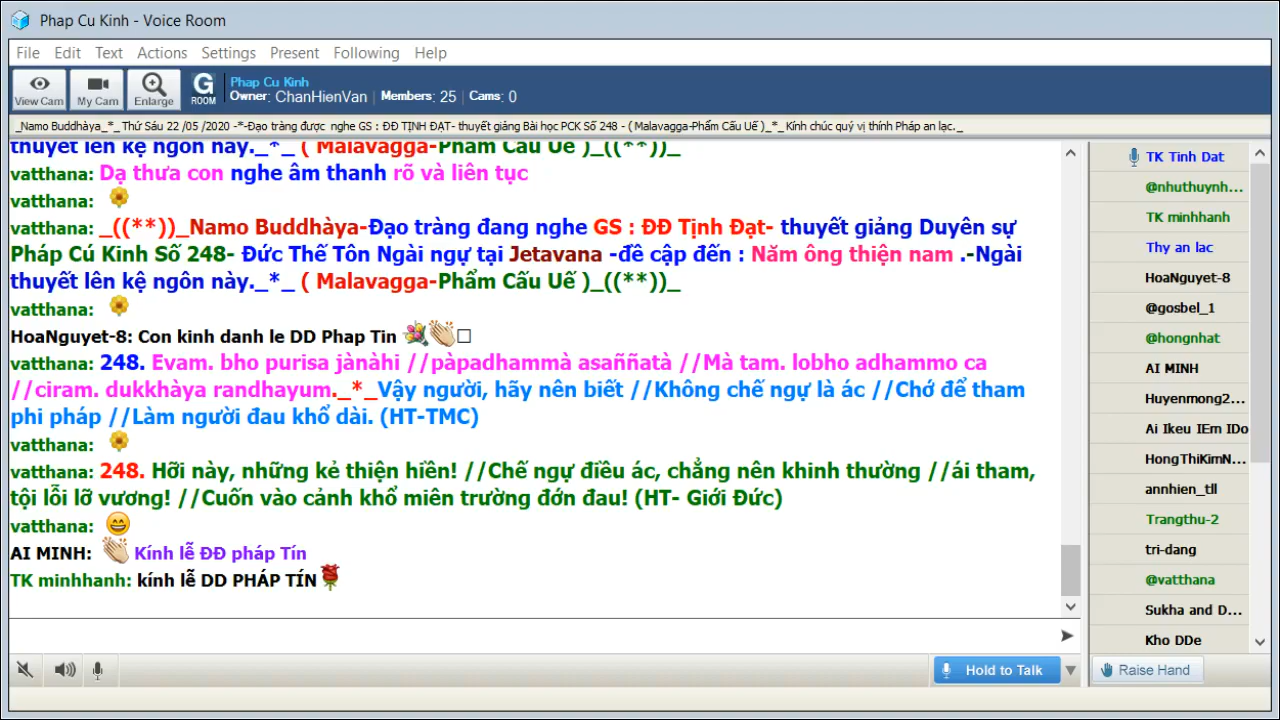 Phap Cu Kinh - Voice Room
File Edit Text Actions Settings Present Following Help
View Cam My Cam Enlarge G ROOM
Phap Cu Kinh
Owner: ChanHienVan | Members: 25 | Cams: 0
_Namo Buddhàya_*_ Thứ Sáu 22 /05 /2020 -*-Đạo tràng được nghe GS : ĐĐ TỊNH ĐẠT- thuyết giảng Bài học PCK Số 248 - ( Malavagga-Phẩm Cấu Uế )_*_ Kính chúc quý vị thính Pháp an lạc._
thuyết lên kệ ngôn này._*_ ( Malavagga-Phẩm Cấu Uế )_((**))_
vatthana: Dạ thưa con nghe âm thanh rõ và liên tục
vatthana:
vatthana: _((**))_Namo Buddhàya-Đạo tràng đang nghe GS : ĐĐ Tịnh Đạt- thuyết giảng Duyên sự
Pháp Cú Kinh Số 248- Đức Thế Tôn Ngài ngự tại Jetavana -đề cập đến : Năm ông thiện nam .-Ngài
thuyết lên kệ ngôn này._*_ ( Malavagga-Phẩm Cấu Uế )_((**))_
vatthana:
HoaNguyet-8: Con kinh danh le DD Phap Tin
vatthana: 248. Evam. bho purisa jànàhi //pàpadhammà asaññatà //Mà tam. lobho adhammo ca
//ciram. dukkhàya randhayum._*_Vậy người, hãy nên biết //Không chế ngự là ác //Chớ để tham
phi pháp //Làm người đau khổ dài. (HT-TMC)
vatthana:
vatthana: 248. Hỡi này, những kẻ thiện hiền! //Chế ngự điều ác, chẳng nên khinh thường //ái tham,
tội lỗi lỡ vương! //Cuốn vào cảnh khổ miên trường đớn đau! (HT- Giới Đức)
vatthana:
AI MINH: Kính lễ ĐĐ pháp Tín
TK minhhanh: kính lễ DD PHÁP TÍN
Hold to Talk
TK Tinh Dat
@nhuthuynh...
TK minhhanh
Thy an lac
HoaNguyet-8
@gosbel_1
@hongnhat
AI MINH
Huyenmong2...
Ai Ikeu IEm IDo
HongThiKimN...
annhien_tll
Trangthu-2
tri-dang
@vatthana
Sukha and D...
Kho DDe
Raise Hand